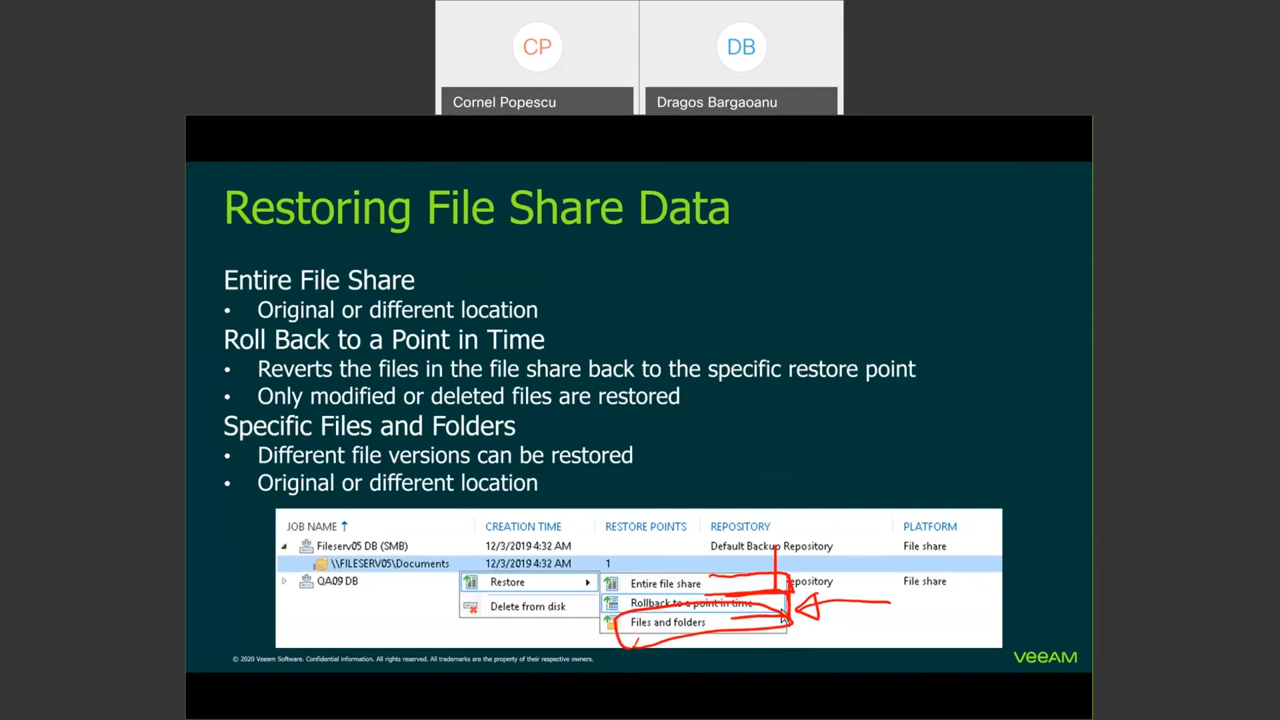 CP
DB
Cornel Popescu
Dragos Bargaoanu
Restoring File Share Data
Entire File Share
• Original or different location
Roll Back to a Point in Time
• Reverts the files in the file share back to the specific restore point
• Only modified or deleted files are restored
Specific Files and Folders
• Different file versions can be restored
• Original or different location
JOB NAME CREATION TIME RESTORE POINTS REPOSITORY PLATFORM
Fileserv05 DB (SMB) 12/3/2019 4:32 AM Default Backup Repository File share
\\FILESERV05\Documents 12/3/2019 4:32 AM 1
QA09 DB Restore Entire file share epository File share
Delete from disk Rollback to a point in time
Files and folders
© 2020 Veeam Software. Confidential information. All rights reserved. All trademarks are the property of their respective owners.
VEEAM